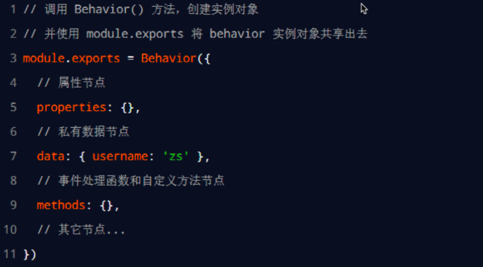 1 // 调用 Behavior() 方法，创建实例对象
2 // 并使用 module.exports 将 behavior 实例对象共享出去
3 module.exports = Behavior({
4   // 属性节点
5   properties: {},
6   // 私有数据节点
7   data: { username: 'zs' },
8   // 事件处理函数和自定义方法节点
9   methods: {},
10   // 其它节点...
11 })